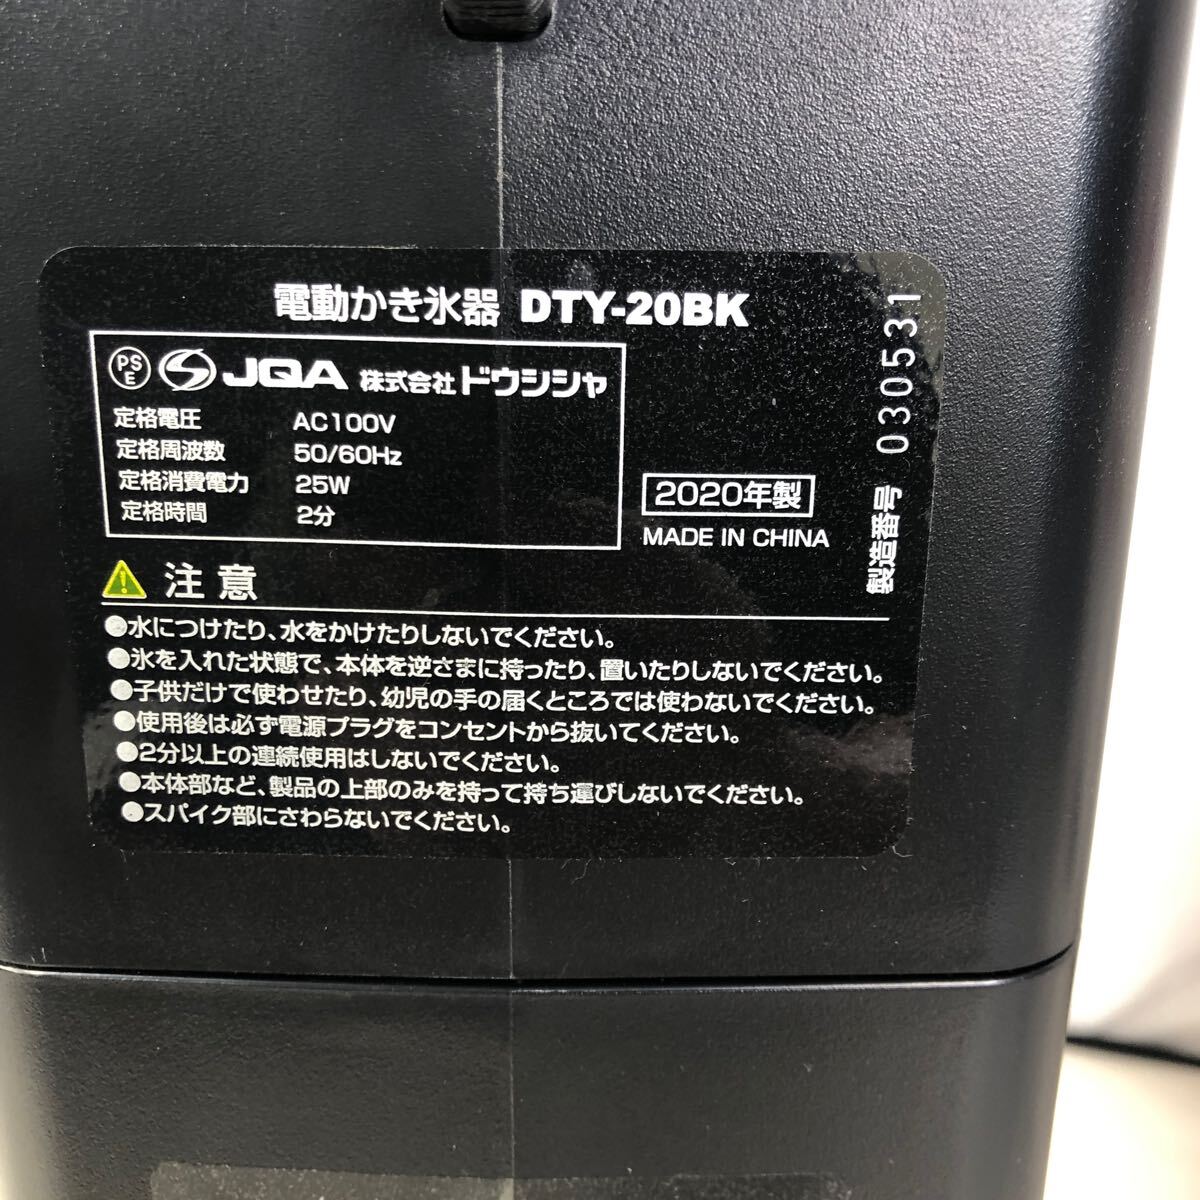 電動かき氷器 DTY-20BK
PS E JQA 株式会社ドウシシャ
定格電圧 AC100V
定格周波数 50/60Hz
定格消費電力 25W
定格時間 2分
2020年製
MADE IN CHINA
製造番号 030531
注意
●水につけたり、水をかけたりしないでください。
●氷を入れた状態で、本体を逆さまに持ったり、置いたりしないでください。
●子供だけで使わせたり、幼児の手の届くところでは使わないでください。
●使用後は必ず電源プラグをコンセントから抜いてください。
●2分以上の連続使用はしないでください。
●本体部など、製品の上部のみを持って持ち運びしないでください。
●スパイク部にさわらないでください。